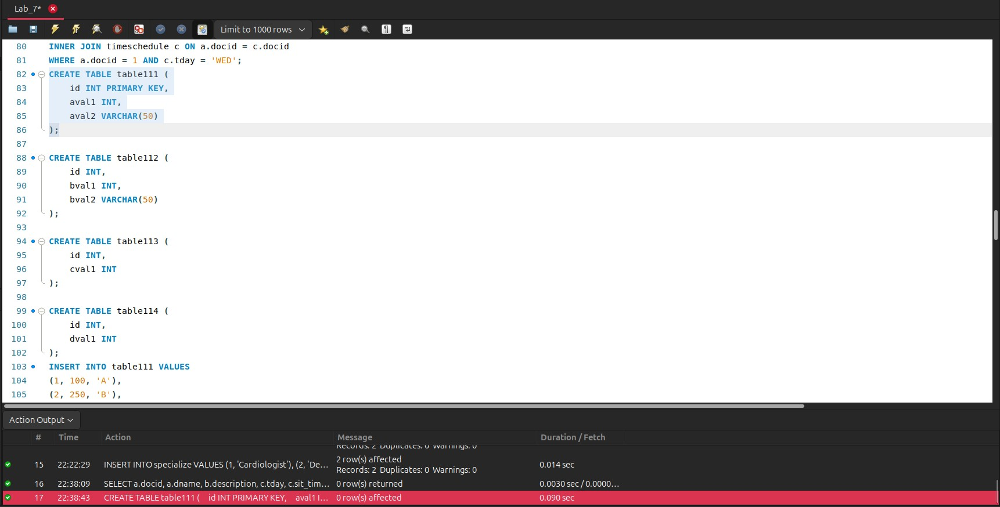 Lab_7*
Limit to 1000 rows
80 INNER JOIN timeschedule c ON a.docid = c.docid
81 WHERE a.docid = 1 AND c.tday = 'WED';
82 CREATE TABLE table111 (
83 id INT PRIMARY KEY,
84 aval1 INT,
85 aval2 VARCHAR(50)
86 );
87
88 CREATE TABLE table112 (
89 id INT,
90 bval1 INT,
91 bval2 VARCHAR(50)
92 );
93
94 CREATE TABLE table113 (
95 id INT,
96 cval1 INT
97 );
98
99 CREATE TABLE table114 (
100 id INT,
101 dval1 INT
102 );
103 INSERT INTO table111 VALUES
104 (1, 100, 'A'),
105 (2, 250, 'B'),
Action Output
# Time Action Message Duration / Fetch
Records: 2 Duplicates: 0 Warnings: 0
15 22:22:29 INSERT INTO specialize VALUES (1, 'Cardiologist'), (2, 'De... 2 row(s) affected 0.014 sec
Records: 2 Duplicates: 0 Warnings: 0
16 22:38:09 SELECT a.docid, a.dname, b.description, c.tday, c.sit_tim... 0 row(s) returned 0.0030 sec / 0.0000...
17 22:38:43 CREATE TABLE table111 ( id INT PRIMARY KEY, aval1 I... 0 row(s) affected 0.090 sec